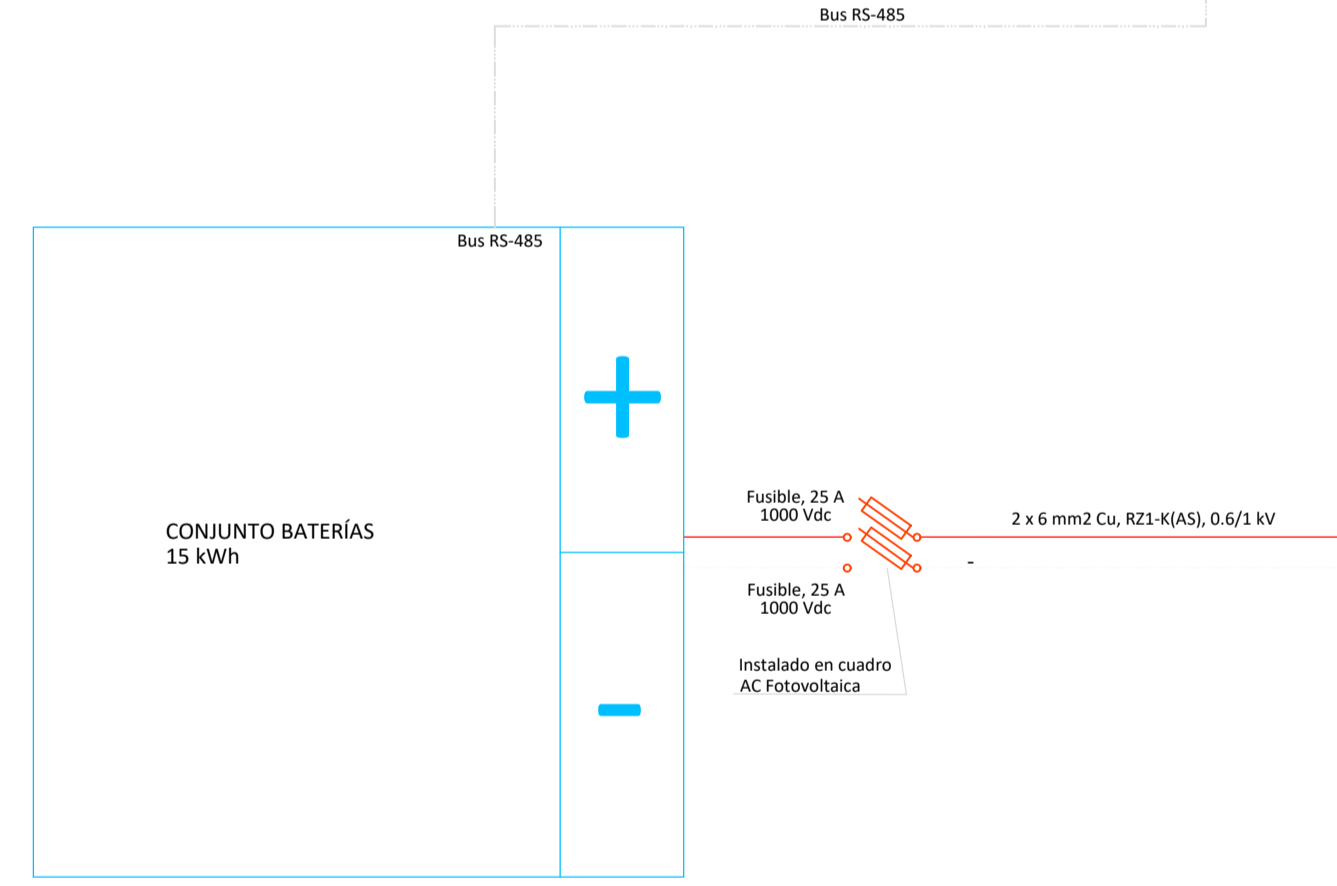 Bus RS-485
Bus RS-485
CONJUNTO BATERÍAS
15 kWh
Fusible, 25 A
1000 Vdc
2 x 6 mm2 Cu, RZ1-K(AS), 0.6/1 kV
-
Fusible, 25 A
1000 Vdc
Instalado en cuadro
AC Fotovoltaica